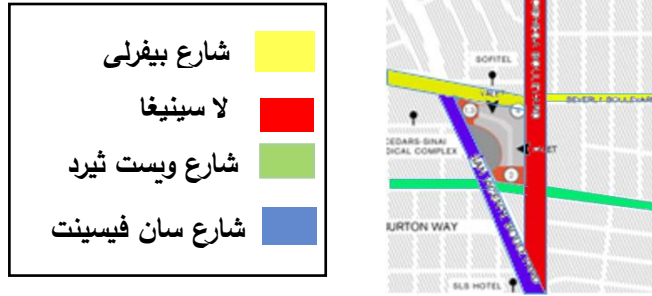 شارع بيفرلى
لا سينيغا
شارع ويست ثيرد
شارع سان فيسينت
SOFITEL
VALET
BEVERLY BOULEVARD
CEDARS-SINAI
MEDICAL COMPLEX
BURTON WAY
SLS HOTEL